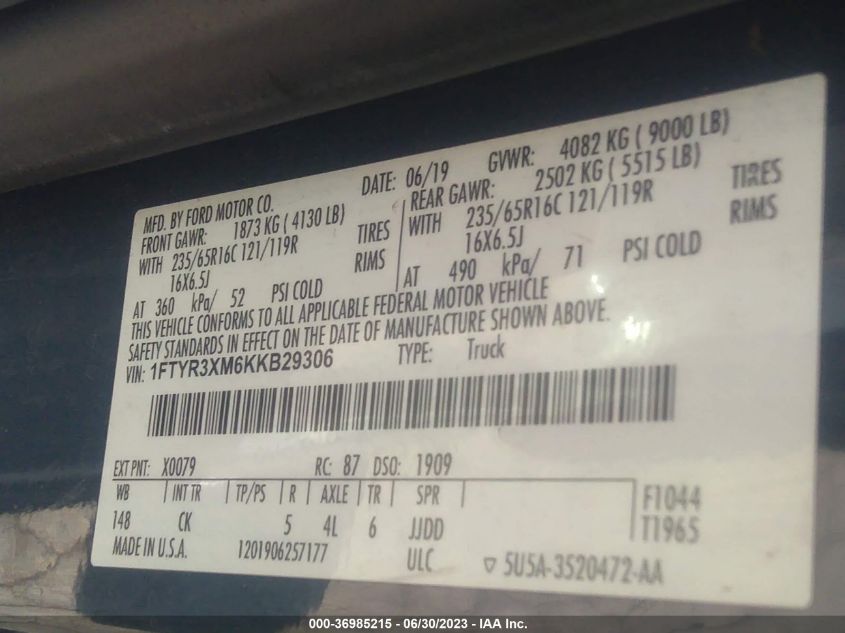 MFD. BY FORD MOTOR CO. DATE: 06/19 GVWR: 4082 KG ( 9000 LB)
FRONT GAWR: 1873 KG ( 4130 LB) REAR GAWR: 2502 KG ( 5515 LB)
WITH 235/65R16C 121/119R TIRES WITH 235/65R16C 121/119R TIRES
16X6.5J RIMS 16X6.5J RIMS
AT 360 kPa/ 52 PSI COLD AT 490 kPa/ 71 PSI COLD
THIS VEHICLE CONFORMS TO ALL APPLICABLE FEDERAL MOTOR VEHICLE
SAFETY STANDARDS IN EFFECT ON THE DATE OF MANUFACTURE SHOWN ABOVE.
VIN: 1FTYR3XM6KKB29306 TYPE: Truck
EXT PNT: X0079 RC: 87 DSO: 1909
WB INT TR TP/PS R AXLE TR SPR F1044
148 CK 5 4L 6 JJDD T1965
MADE IN U.S.A. 1201906257177 ULC ▽ 5U5A-3520472-AA
000-36985215 - 06/30/2023 - IAA Inc.